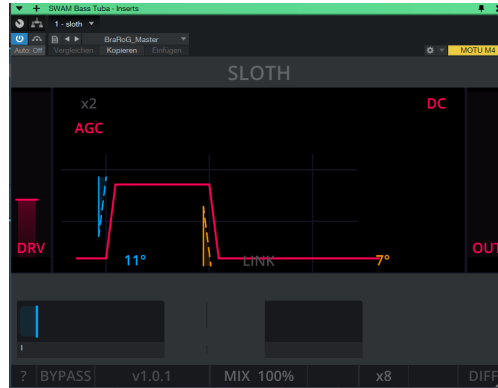 SWAM Bass Tuba - Inserts
1 - sloth
BraRoG_Master
Auto: Off Vergleichen Kopieren Einfügen MOTU M4
SLOTH
x2 DC
AGC
DRV OUT
11° LINK 7°
? BYPASS v1.0.1 MIX 100% x8 DIFF